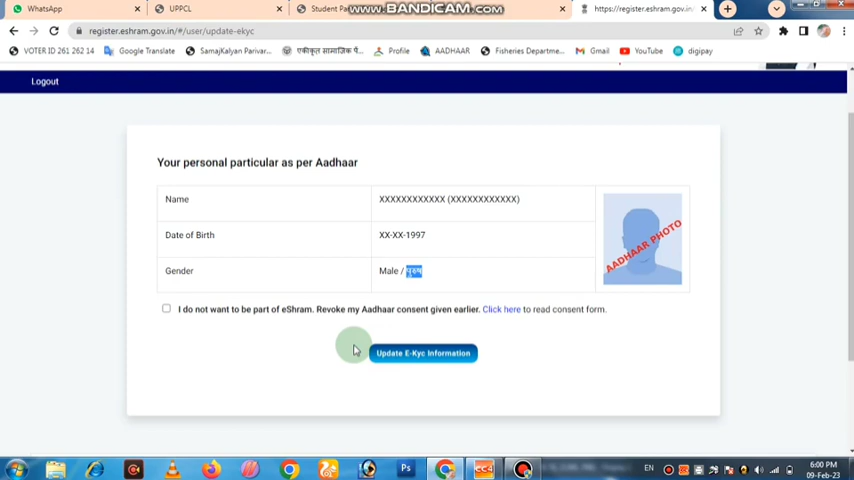 WhatsApp
UPPCL
Student Pa
www.BANDICAM.com
https://register.eshram.gov.in/
register.eshram.gov.in/#/user/update-ekyc
VOTER ID 261 262 14
Google Translate
SamajKalyan Parivar...
एकीकृत सामाजिक पें...
Profile
AADHAAR
Fisheries Departme...
Gmail
YouTube
digipay
Logout
Your personal particular as per Aadhaar
Name XXXXXXXXXXXX (XXXXXXXXXXXX)
Date of Birth XX-XX-1997
Gender Male / पुरुष
AADHAAR PHOTO
I do not want to be part of eShram. Revoke my Aadhaar consent given earlier. Click here to read consent form.
Update E-Kyc Information
Ps
CC4
EN
6:00 PM
09-Feb-23